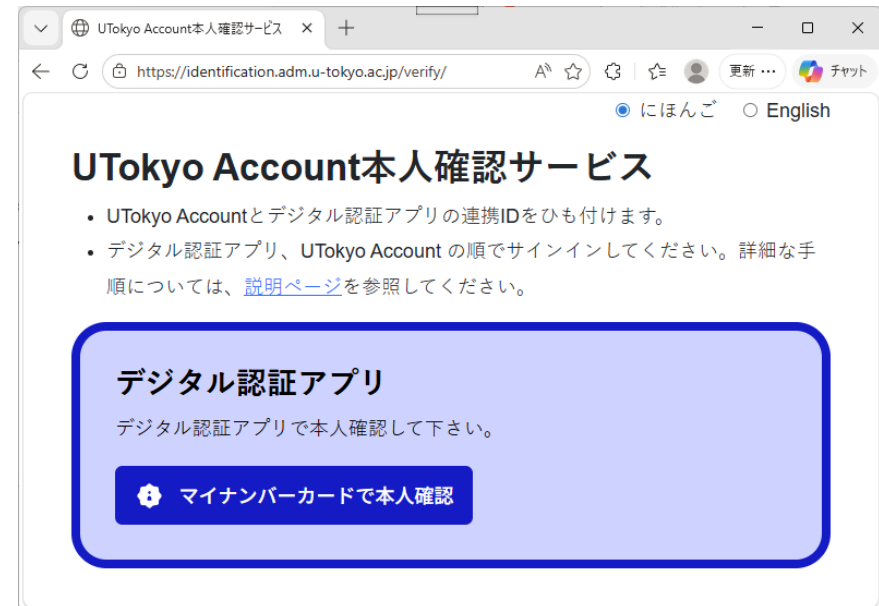 UTokyo Account本人確認サービス
https://identification.adm.u-tokyo.ac.jp/verify/
更新
チャット
にほんご
English
UTokyo Account本人確認サービス
• UTokyo Accountとデジタル認証アプリの連携IDをひも付けます。
• デジタル認証アプリ、UTokyo Account の順でサインインしてください。詳細な手
順については、説明ページを参照してください。
デジタル認証アプリ
デジタル認証アプリで本人確認して下さい。
マイナンバーカードで本人確認